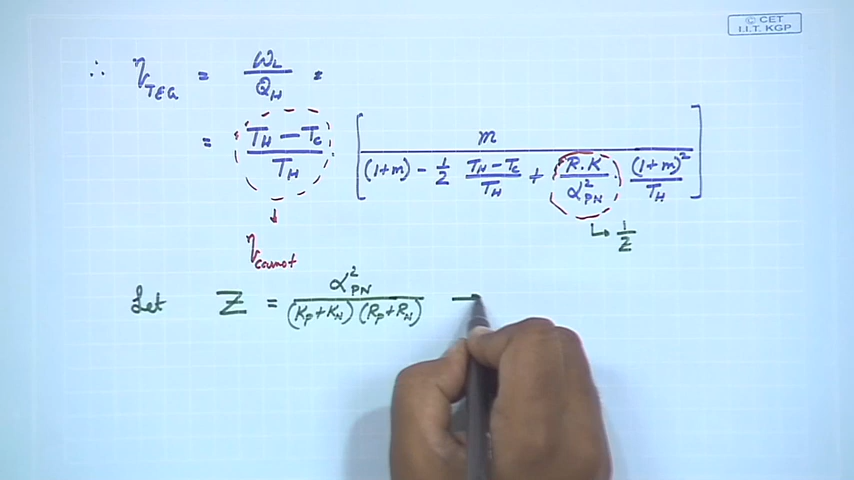 © CET
I.I.T. KGP
∴ η_TEG = W_L / Q_H =
= (T_H − T_C) / T_H [ m / ( (1+m) − 1/2 (T_H − T_C)/T_H + (R.K / α²_PN) · (1+m)² / T_H ) ]
↓ ↳ 1/Z
η_carnot
Let Z = α²_PN / ( (K_P + K_N) (R_P + R_N) ) —